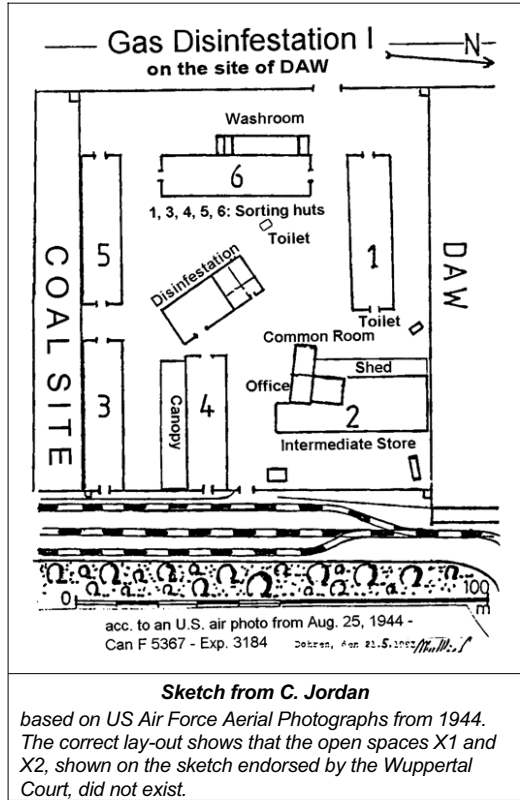 Gas Disinfestation I
N
on the site of DAW
Washroom
6
1, 3, 4, 5, 6: Sorting huts
Toilet
5
1
COAL SITE
DAW
Disinfestation
Toilet
Common Room
Shed
Office
3
Canopy
4
2
Intermediate Store
0
100
m
acc. to an U.S. air photo from Aug. 25, 1944 -
Can F 5367 - Exp. 3184
Sketch from C. Jordan
based on US Air Force Aerial Photographs from 1944.
The correct lay-out shows that the open spaces X1 and
X2, shown on the sketch endorsed by the Wuppertal
Court, did not exist.